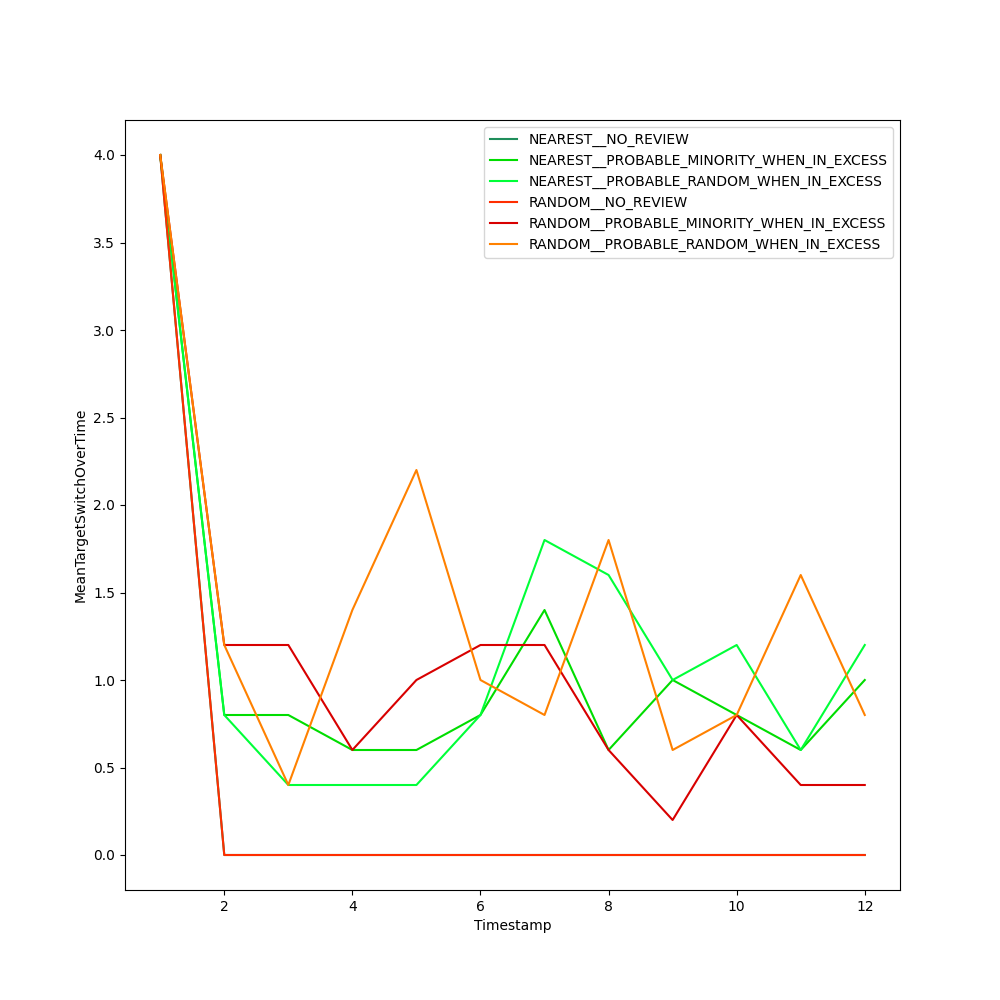 NEAREST__NO_REVIEW
NEAREST__PROBABLE_MINORITY_WHEN_IN_EXCESS
NEAREST__PROBABLE_RANDOM_WHEN_IN_EXCESS
RANDOM__NO_REVIEW
RANDOM__PROBABLE_MINORITY_WHEN_IN_EXCESS
RANDOM__PROBABLE_RANDOM_WHEN_IN_EXCESS
MeanTargetSwitchOverTime
4.0
3.5
3.0
2.5
2.0
1.5
1.0
0.5
0.0
2 4 6 8 10 12
Timestamp